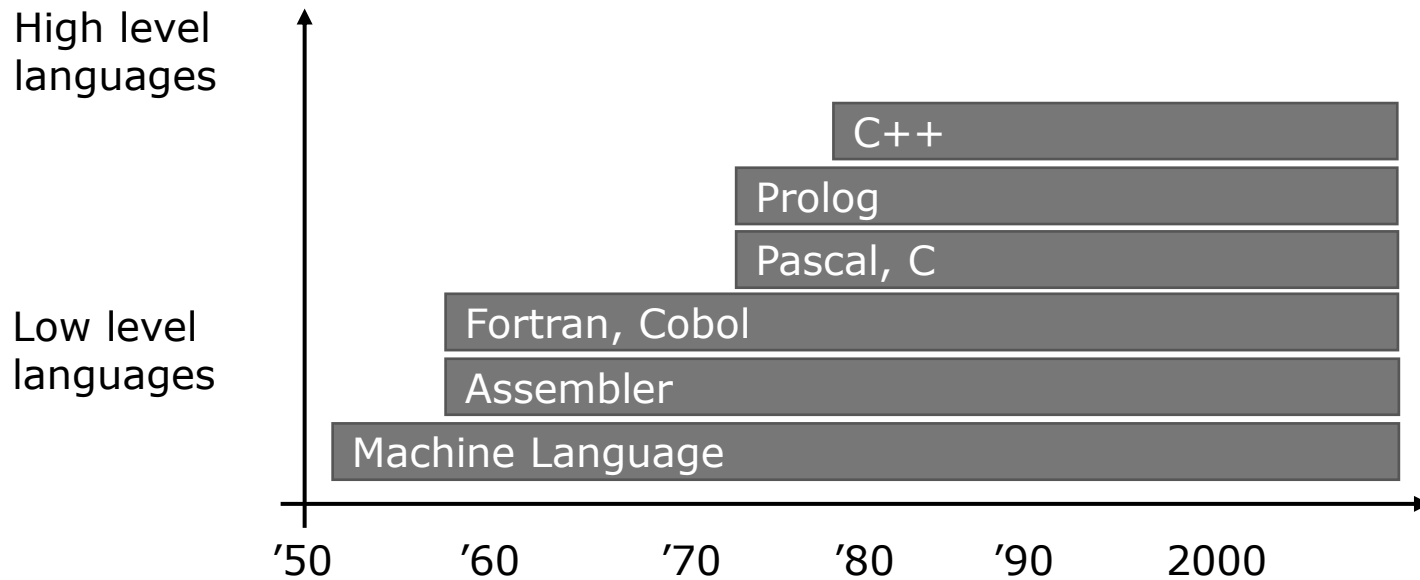 High level
languages
C++
Prolog
Pascal, C
Low level
languages
Fortran, Cobol
Assembler
Machine Language
’50 ’60 ’70 ’80 ’90 2000